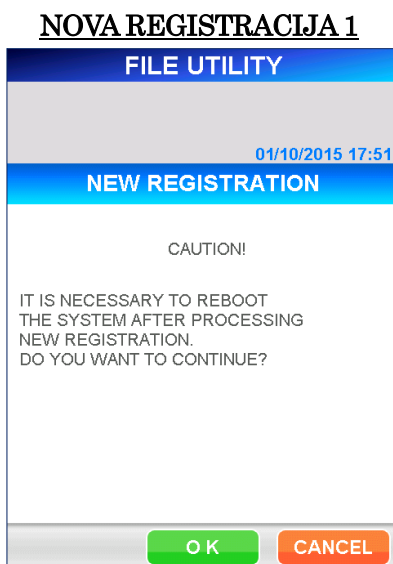 NOVA REGISTRACIJA 1
FILE UTILITY
01/10/2015 17:51
NEW REGISTRATION
CAUTION!
IT IS NECESSARY TO REBOOT
THE SYSTEM AFTER PROCESSING
NEW REGISTRATION.
DO YOU WANT TO CONTINUE?
O K
CANCEL